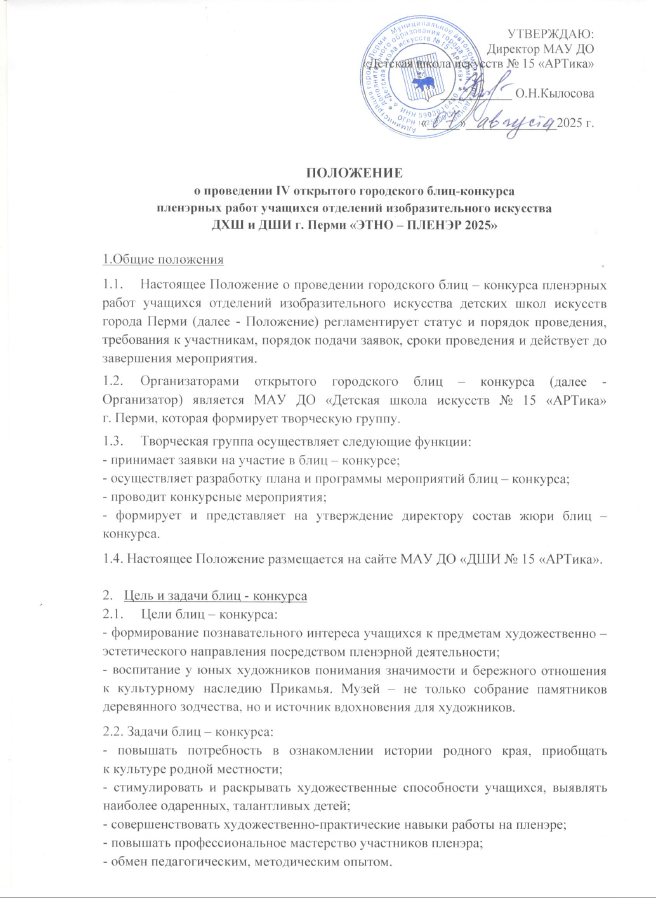 УТВЕРЖДАЮ:
Директор МАУ ДО
«Детская школа искусств № 15 «АРТика»
О.Н.Кылосова
« 07 » августа 2025 г.
ПОЛОЖЕНИЕ
о проведении IV открытого городского блиц-конкурса
пленэрных работ учащихся отделений изобразительного искусства
ДХШ и ДШИ г. Перми «ЭТНО – ПЛЕНЭР 2025»
1.Общие положения
1.1. Настоящее Положение о проведении городского блиц – конкурса пленэрных
работ учащихся отделений изобразительного искусства детских школ искусств
города Перми (далее - Положение) регламентирует статус и порядок проведения,
требования к участникам, порядок подачи заявок, сроки проведения и действует до
завершения мероприятия.
1.2. Организаторами открытого городского блиц – конкурса (далее -
Организатор) является МАУ ДО «Детская школа искусств № 15 «АРТика»
г. Перми, которая формирует творческую группу.
1.3. Творческая группа осуществляет следующие функции:
- принимает заявки на участие в блиц – конкурсе;
- осуществляет разработку плана и программы мероприятий блиц – конкурса;
- проводит конкурсные мероприятия;
- формирует и представляет на утверждение директору состав жюри блиц –
конкурса.
1.4. Настоящее Положение размещается на сайте МАУ ДО «ДШИ № 15 «АРТика».
2. Цель и задачи блиц - конкурса
2.1. Цели блиц – конкурса:
- формирование познавательного интереса учащихся к предметам художественно –
эстетического направления посредством пленэрной деятельности;
- воспитание у юных художников понимания значимости и бережного отношения
к культурному наследию Прикамья. Музей – не только собрание памятников
деревянного зодчества, но и источник вдохновения для художников.
2.2. Задачи блиц – конкурса:
- повышать потребность в ознакомлении истории родного края, приобщать
к культуре родной местности;
- стимулировать и раскрывать художественные способности учащихся, выявлять
наиболее одаренных, талантливых детей;
- совершенствовать художественно-практические навыки работы на пленэре;
- повышать профессиональное мастерство участников пленэра;
- обмен педагогическим, методическим опытом.